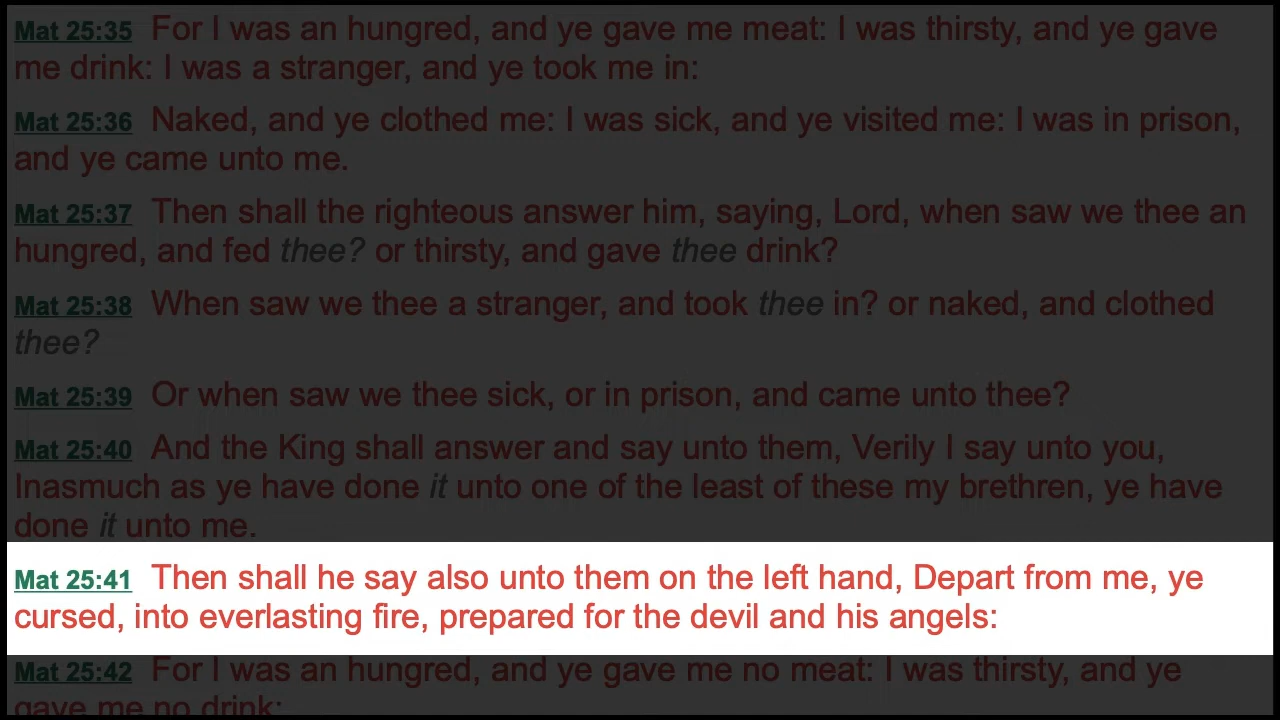 Mat 25:35 For I was an hungred, and ye gave me meat: I was thirsty, and ye gave
me drink: I was a stranger, and ye took me in:
Mat 25:36 Naked, and ye clothed me: I was sick, and ye visited me: I was in prison,
and ye came unto me.
Mat 25:37 Then shall the righteous answer him, saying, Lord, when saw we thee an
hungred, and fed thee? or thirsty, and gave thee drink?
Mat 25:38 When saw we thee a stranger, and took thee in? or naked, and clothed
thee?
Mat 25:39 Or when saw we thee sick, or in prison, and came unto thee?
Mat 25:40 And the King shall answer and say unto them, Verily I say unto you,
Inasmuch as ye have done it unto one of the least of these my brethren, ye have
done it unto me.
Mat 25:41 Then shall he say also unto them on the left hand, Depart from me, ye
cursed, into everlasting fire, prepared for the devil and his angels:
Mat 25:42 For I was an hungred, and ye gave me no meat: I was thirsty, and ye
gave me no drink: